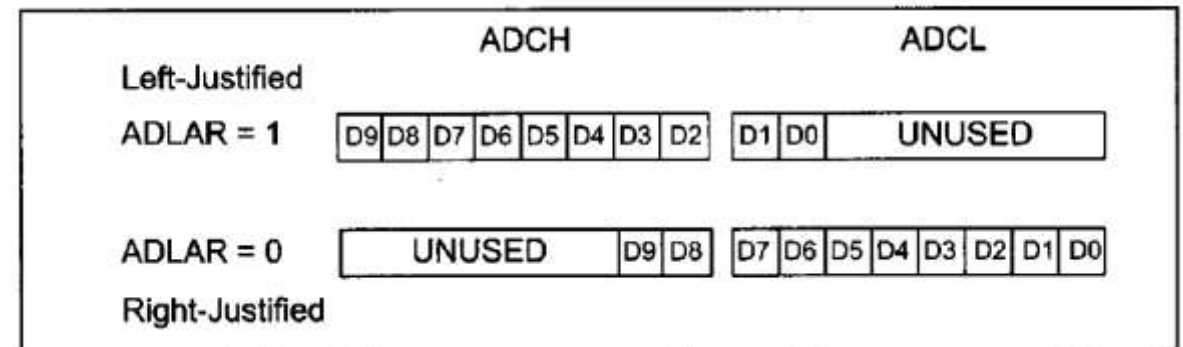 ADCH ADCL
Left-Justified
ADLAR = 1 D9 D8 D7 D6 D5 D4 D3 D2 D1 D0 UNUSED
ADLAR = 0 UNUSED D9 D8 D7 D6 D5 D4 D3 D2 D1 D0
Right-Justified